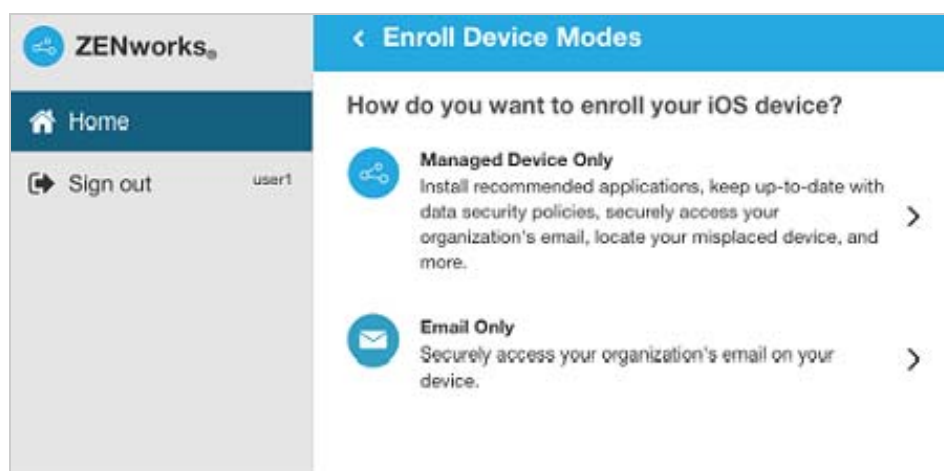 ZENworks®
Home
Sign out
user1
< Enroll Device Modes
How do you want to enroll your iOS device?
Managed Device Only
Install recommended applications, keep up-to-date with
data security policies, securely access your
organization's email, locate your misplaced device, and
more.
Email Only
Securely access your organization's email on your
device.